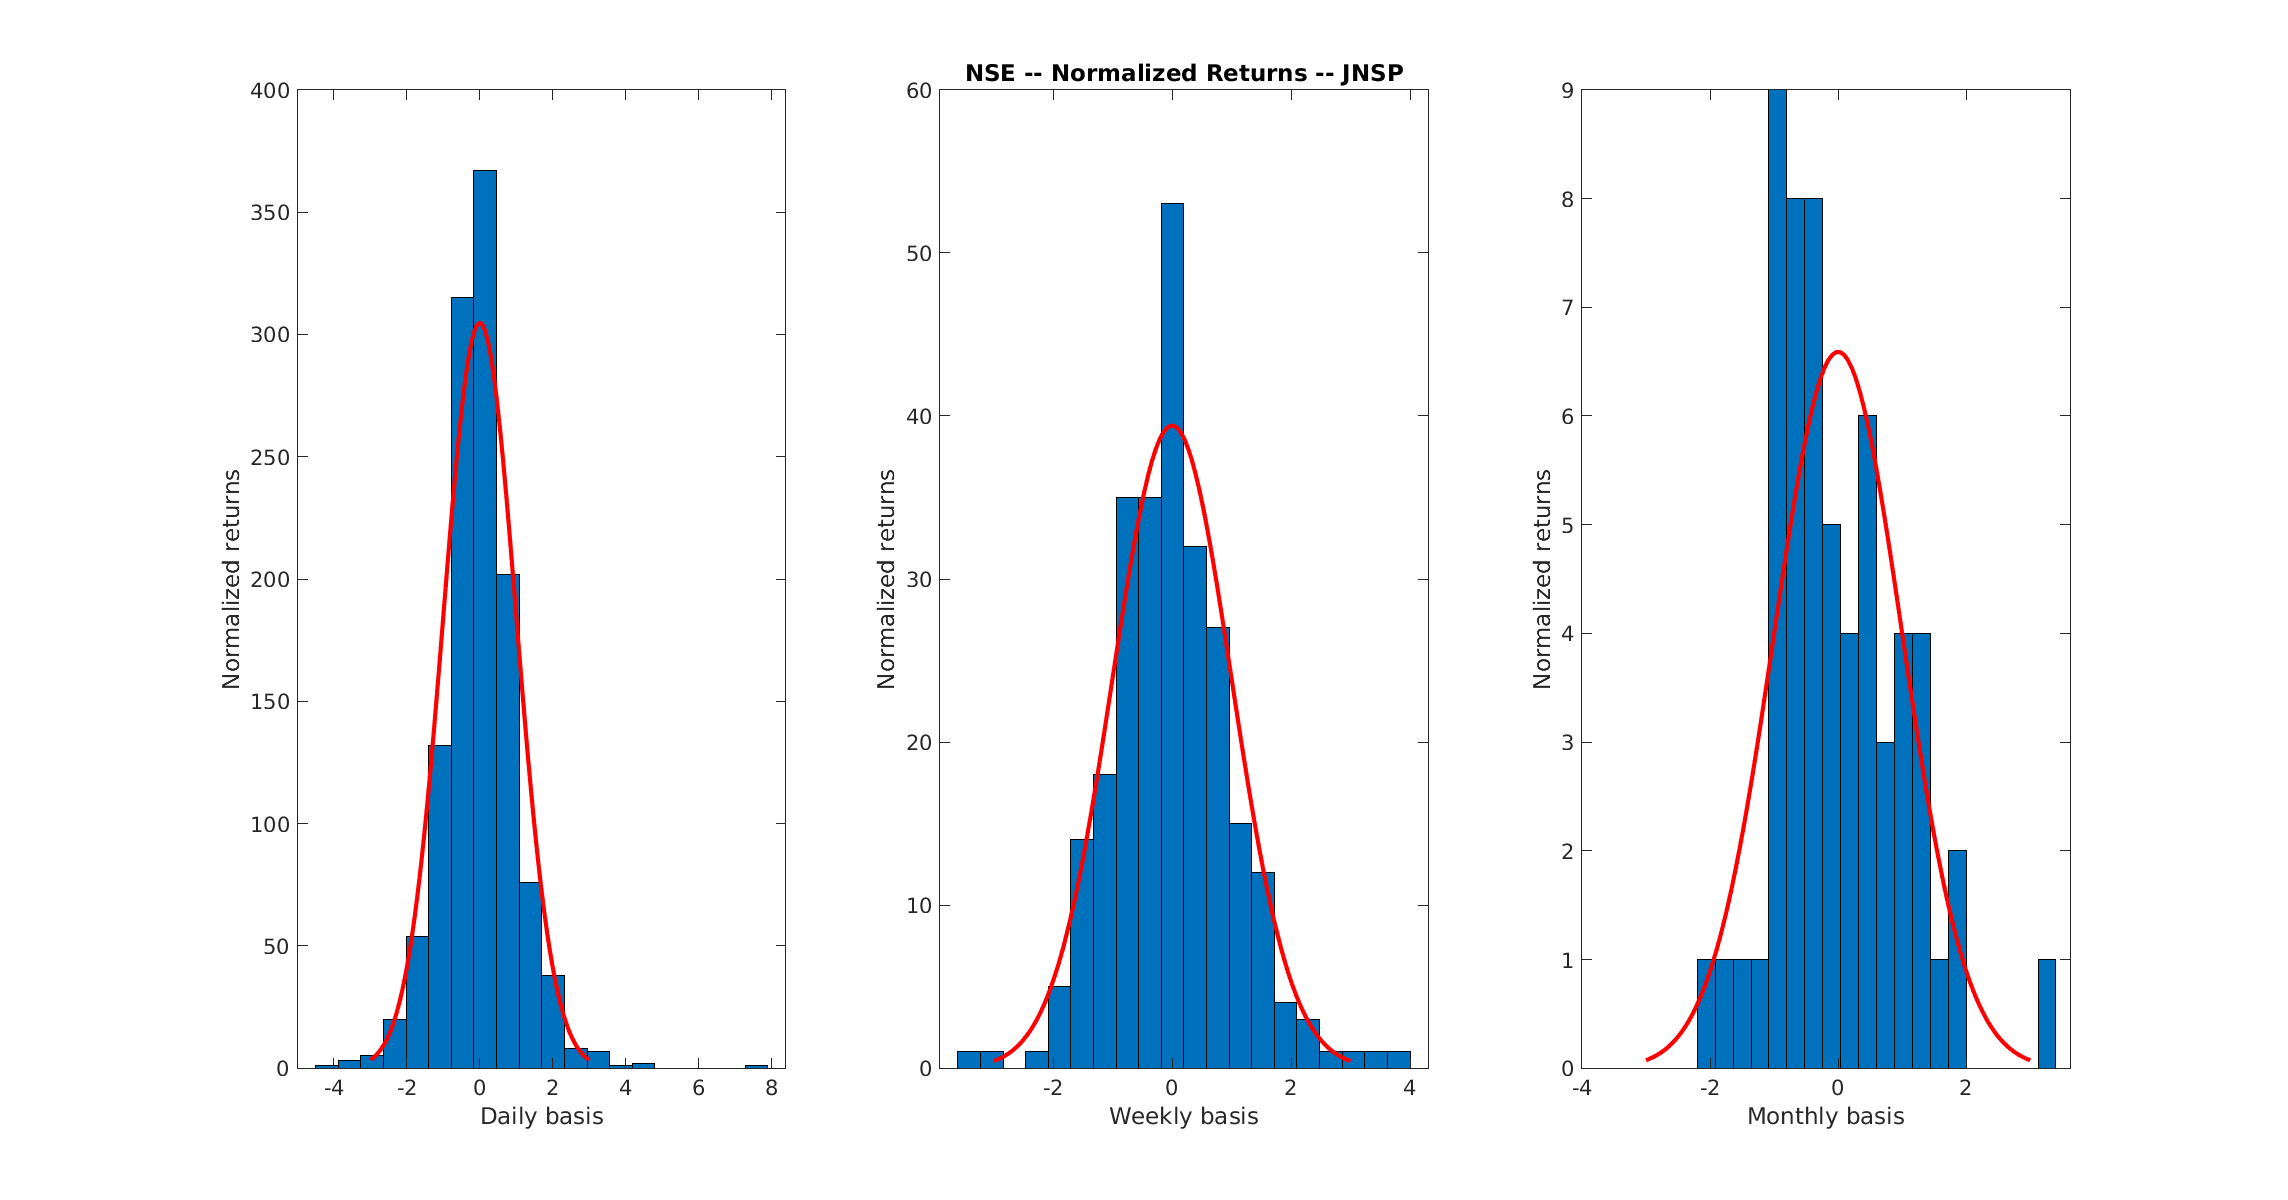 NSE -- Normalized Returns -- JNSP
400
350
300
250
200
150
100
50
0
-4 -2 0 2 4 6 8
Normalized returns
Daily basis
60
50
40
30
20
10
0
-2 0 2 4
Normalized returns
Weekly basis
9
8
7
6
5
4
3
2
1
0
-4 -2 0 2
Normalized returns
Monthly basis